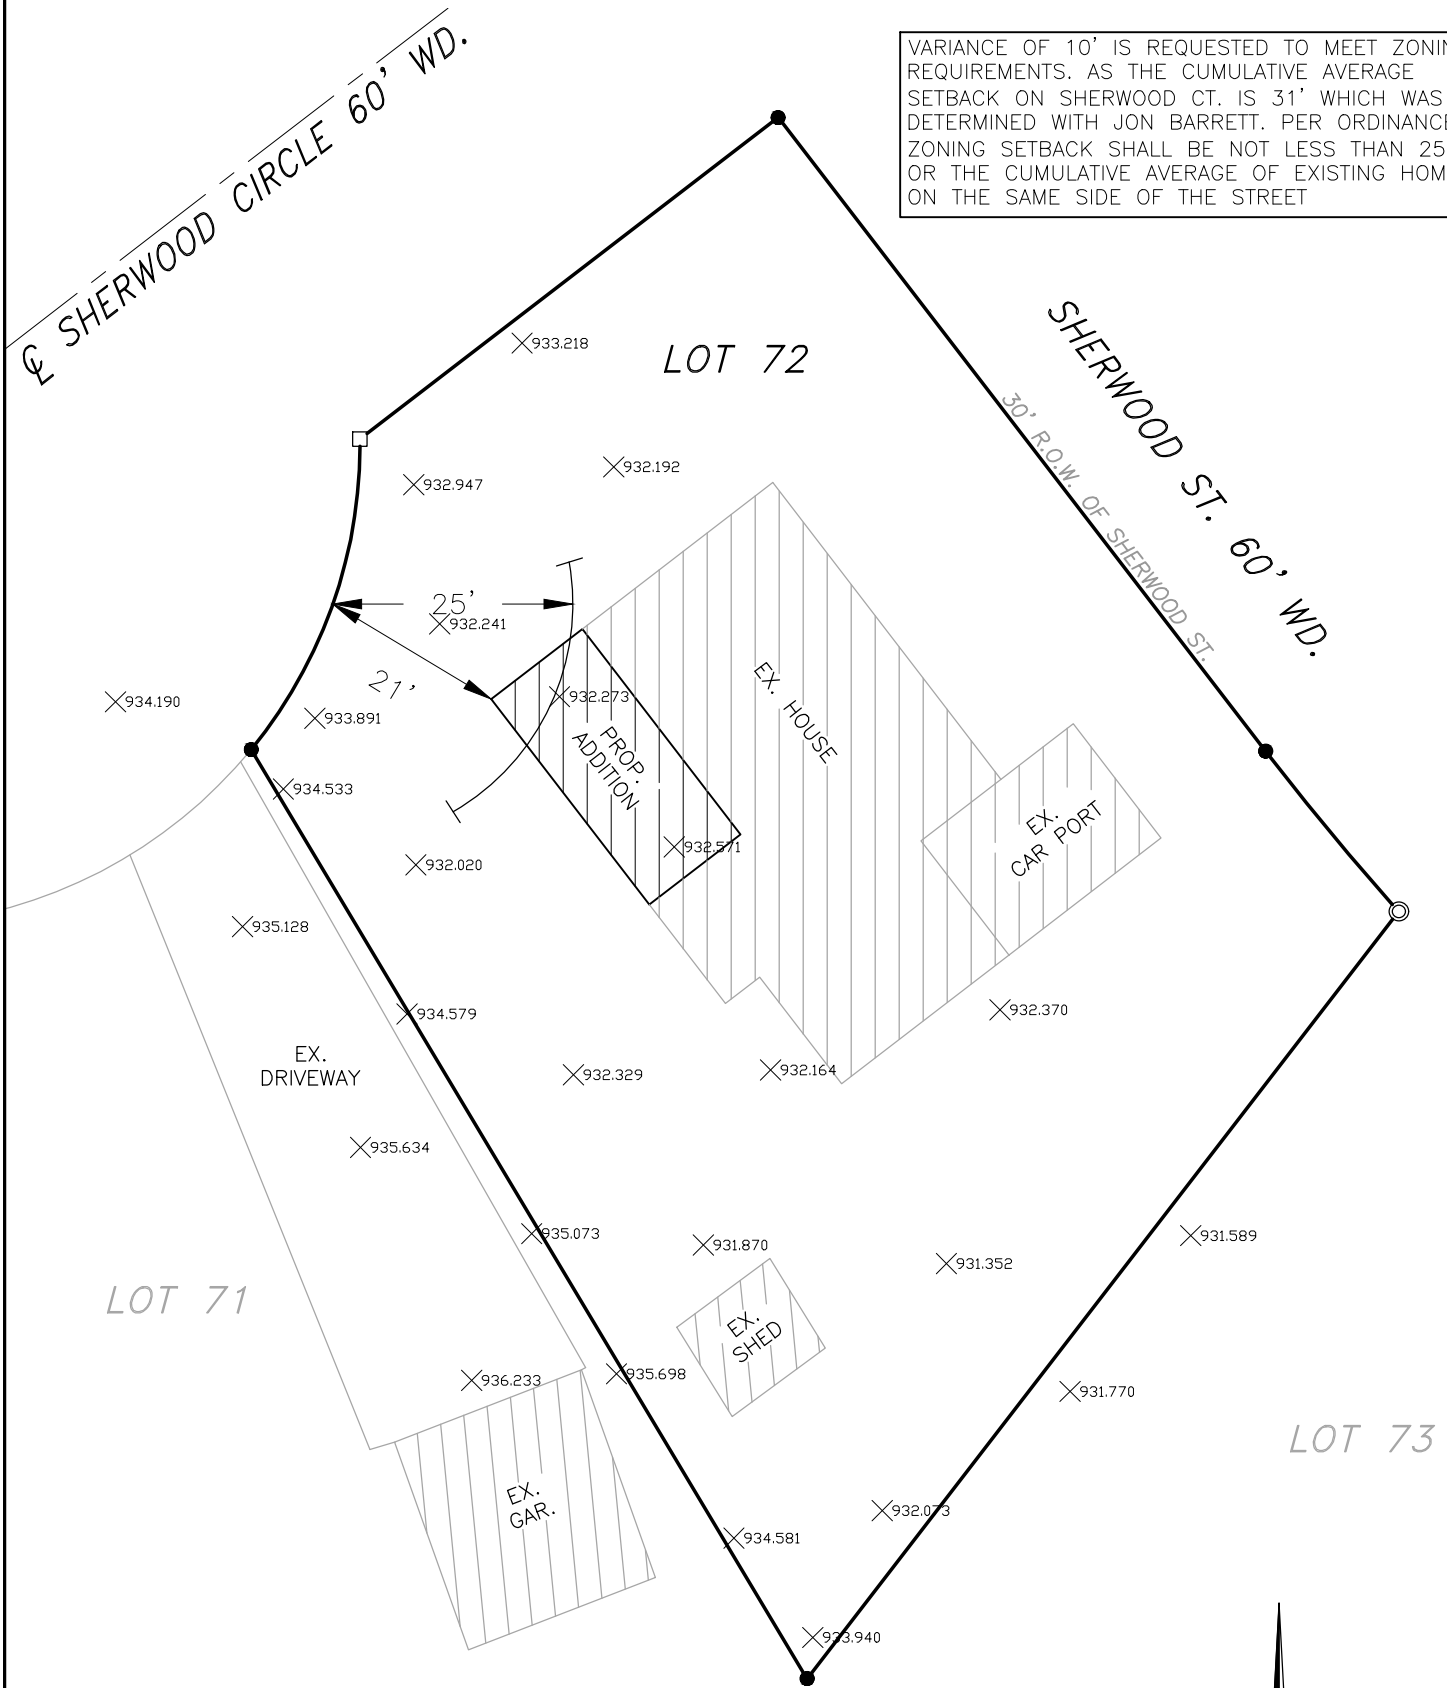 VARIANCE OF 10' IS REQUESTED TO MEET
REQUIREMENTS. AS THE CUMULATIVE AVERAGE
SETBACK ON SHERWOOD CT. IS 31' WHICH WAS
DETERMINED WITH JON BARRETT. PER
ZONING SETBACK SHALL BE NOT LESS THAN 25
OR THE CUMULATIVE AVERAGE OF EXISTING
ON THE SAME SIDE OF THE STREET
℄ SHERWOOD CIRCLE 60' WD.
SHERWOOD ST. 60' WD.
30' R.O.W. OF SHERWOOD ST.
933.218
LOT 72
932.947
932.192
25'
932.241
21'
934.190
933.891
932.273
PROP.
ADDITION
EX. HOUSE
934.533
932.571
EX.
CAR PORT
932.020
935.128
934.579
932.370
EX.
DRIVEWAY
932.329
932.164
935.634
935.073
931.870
931.589
931.352
LOT 71
EX.
SHED
936.233
935.698
931.770
LOT 73
EX.
GAR.
932.073
934.581
933.940